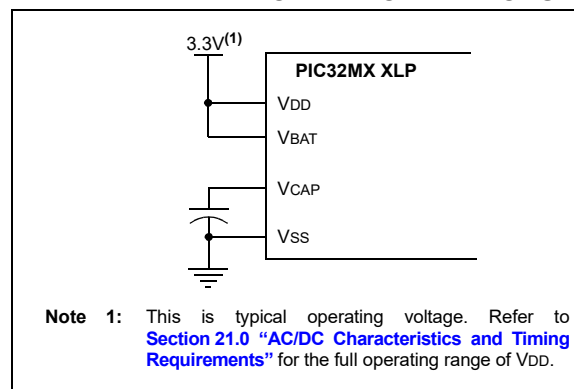 3.3V(1)
PIC32MX XLP
VDD
VBAT
VCAP
VSS
Note 1: This is typical operating voltage. Refer to
Section 21.0 “AC/DC Characteristics and Timing
Requirements” for the full operating range of VDD.